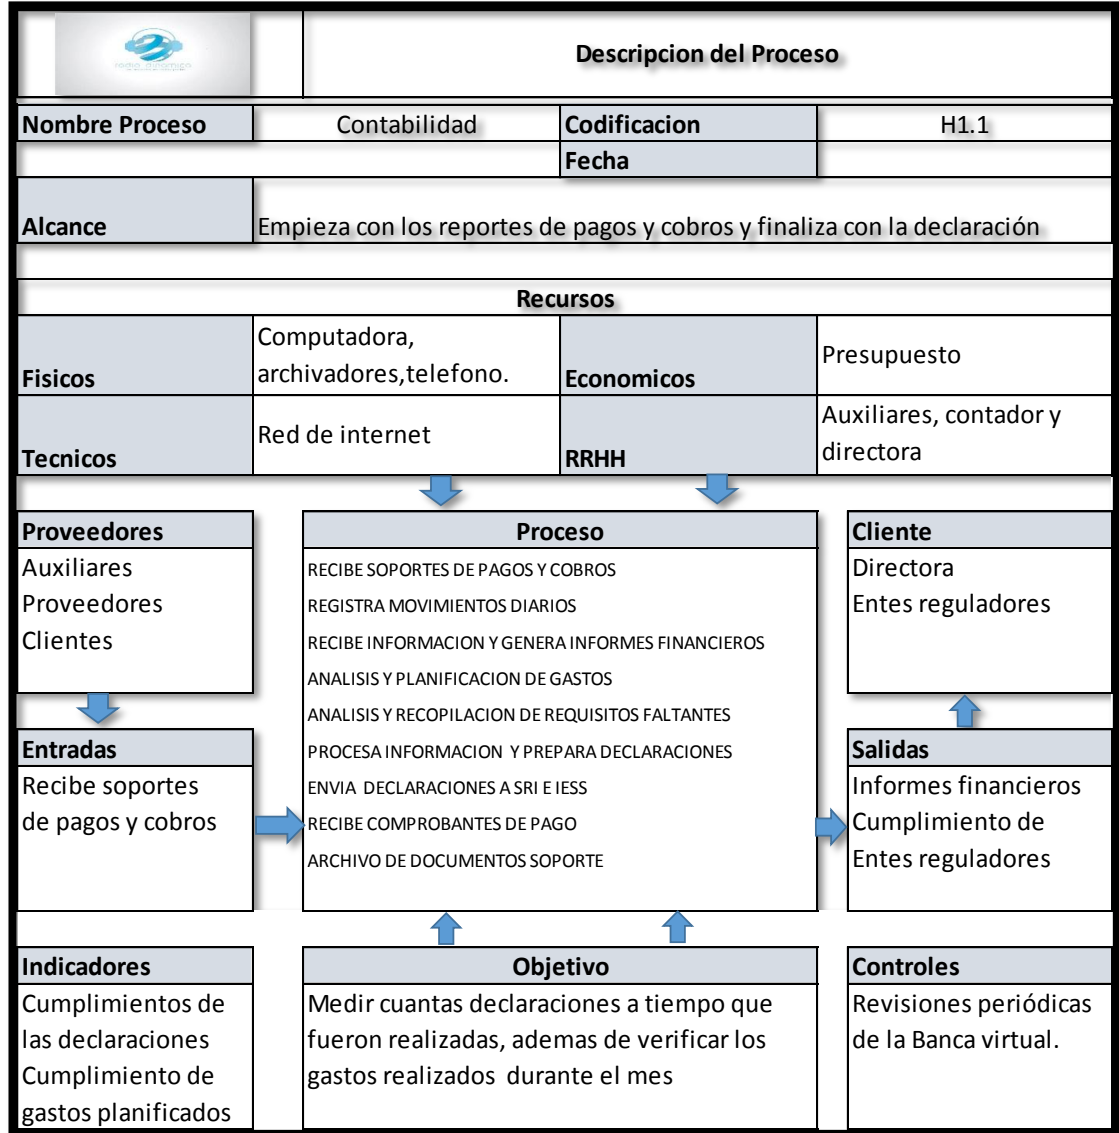 Descripcion del Proceso
Nombre Proceso Contabilidad Codificacion H1.1
Fecha
Alcance Empieza con los reportes de pagos y cobros y finaliza con la declaración
Recursos
Fisicos
Computadora,
archivadores,telefono.
Economicos
Presupuesto
Tecnicos
Red de internet
RRHH
Auxiliares, contador y
directora
Proveedores
Auxiliares
Proveedores
Clientes
Entradas
Recibe soportes
de pagos y cobros
Proceso
RECIBE SOPORTES DE PAGOS Y COBROS
REGISTRA MOVIMIENTOS DIARIOS
RECIBE INFORMACION Y GENERA INFORMES FINANCIEROS
ANALISIS Y PLANIFICACION DE GASTOS
ANALISIS Y RECOPILACION DE REQUISITOS FALTANTES
PROCESA INFORMACION Y PREPARA DECLARACIONES
ENVIA DECLARACIONES A SRI E IESS
RECIBE COMPROBANTES DE PAGO
ARCHIVO DE DOCUMENTOS SOPORTE
Cliente
Directora
Entes reguladores
Salidas
Informes financieros
Cumplimiento de
Entes reguladores
Indicadores
Cumplimientos de
las declaraciones
Cumplimiento de
gastos planificados
Objetivo
Medir cuantas declaraciones a tiempo que
fueron realizadas, ademas de verificar los
gastos realizados durante el mes
Controles
Revisiones periódicas
de la Banca virtual.